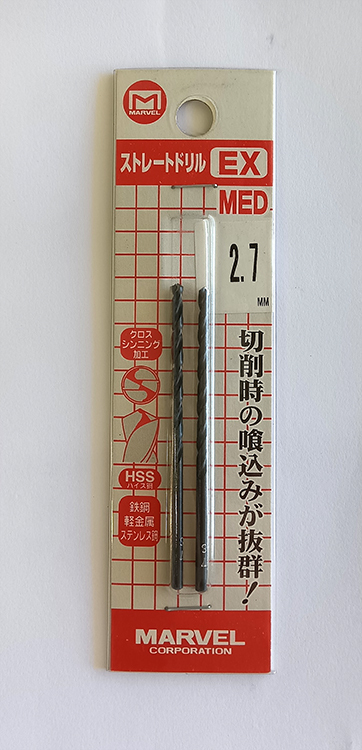 MARVEL
ストレートドリル EX
MED
2.7
MM
切削時の喰込みが抜群!
クロス
シンニング
加工
HSS
ハイス鋼
鉄鋼
軽金属
ステンレス鋼
MARVEL
CORPORATION